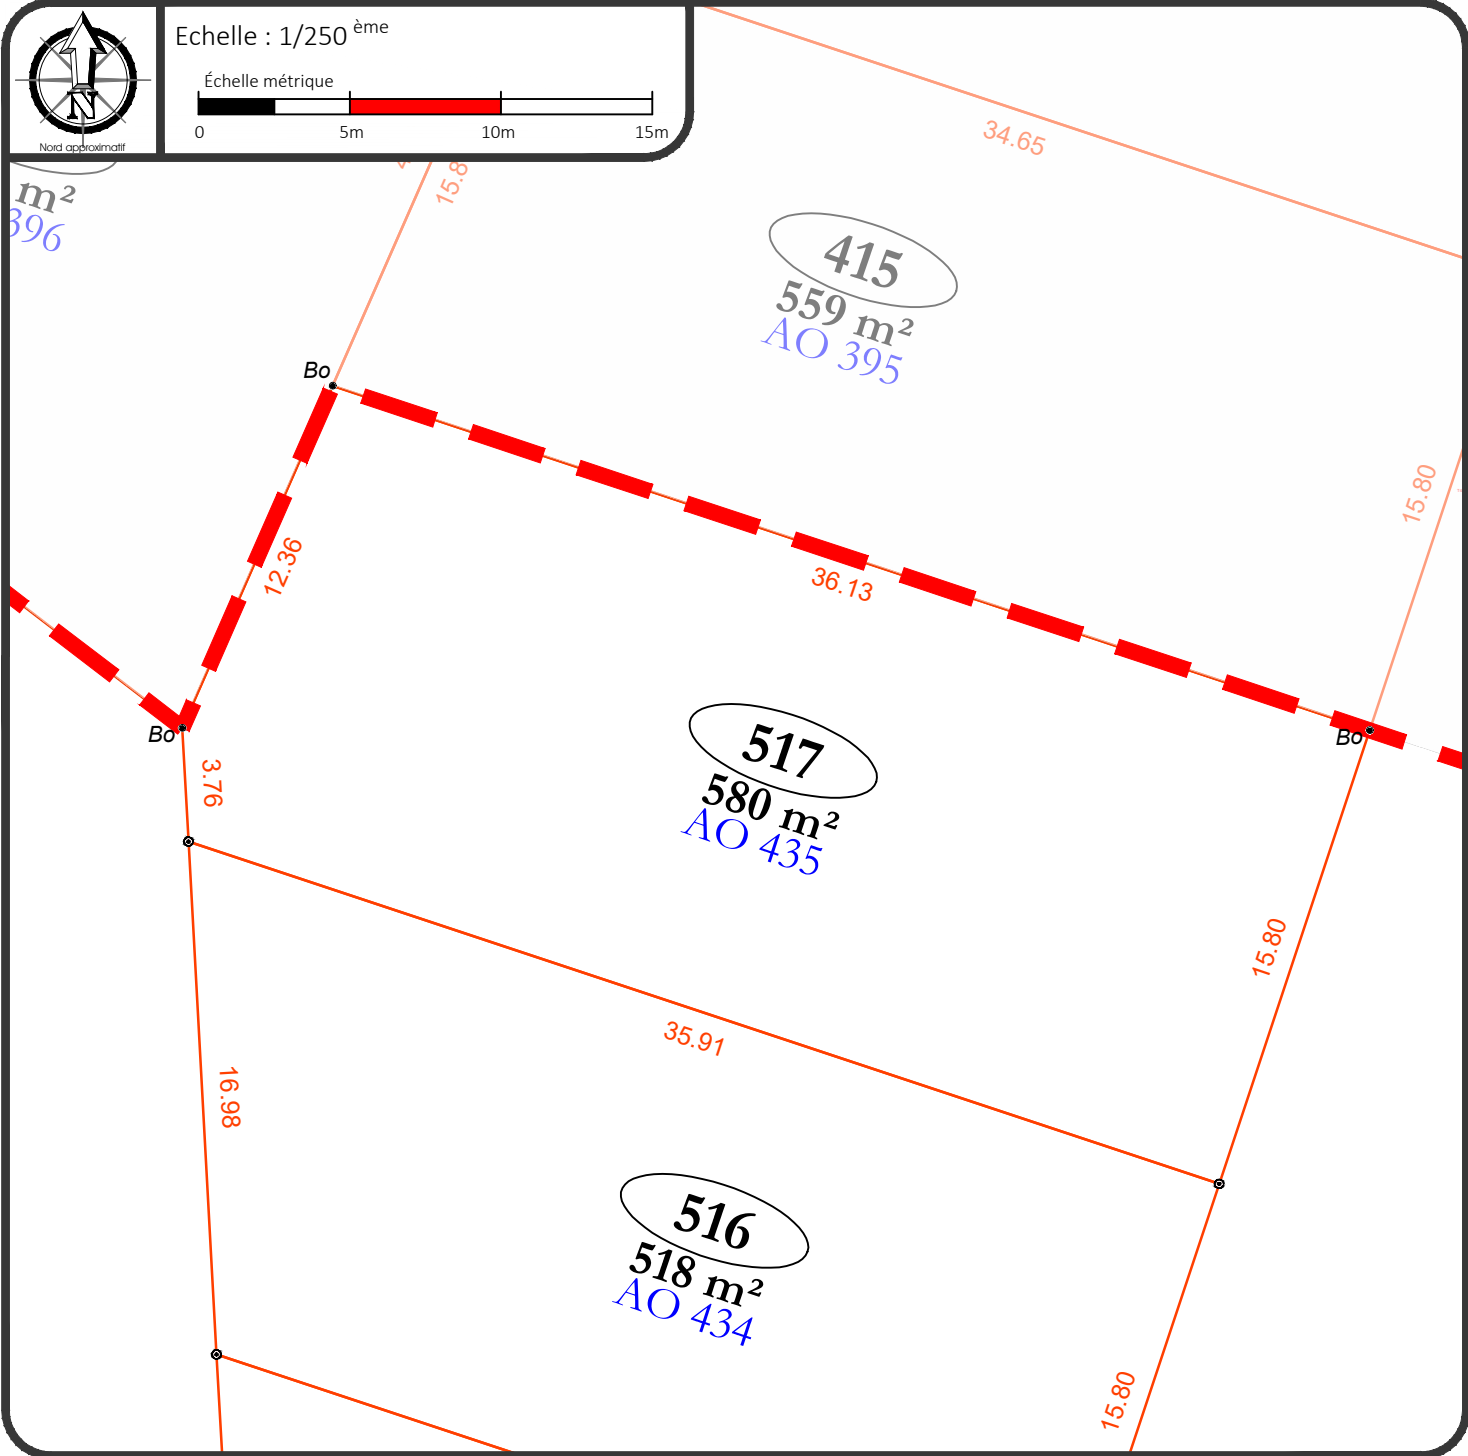 Echelle : 1/250 ème
Échelle métrique
0 5m 10m 15m
N
Nord approximatif
m²
396
15.8
34.65
415
559 m²
AO 395
Bo
15.80
12.36
36.13
Bo
Bo
3.76
517
580 m²
AO 435
15.80
35.91
16.98
516
518 m²
AO 434
15.80